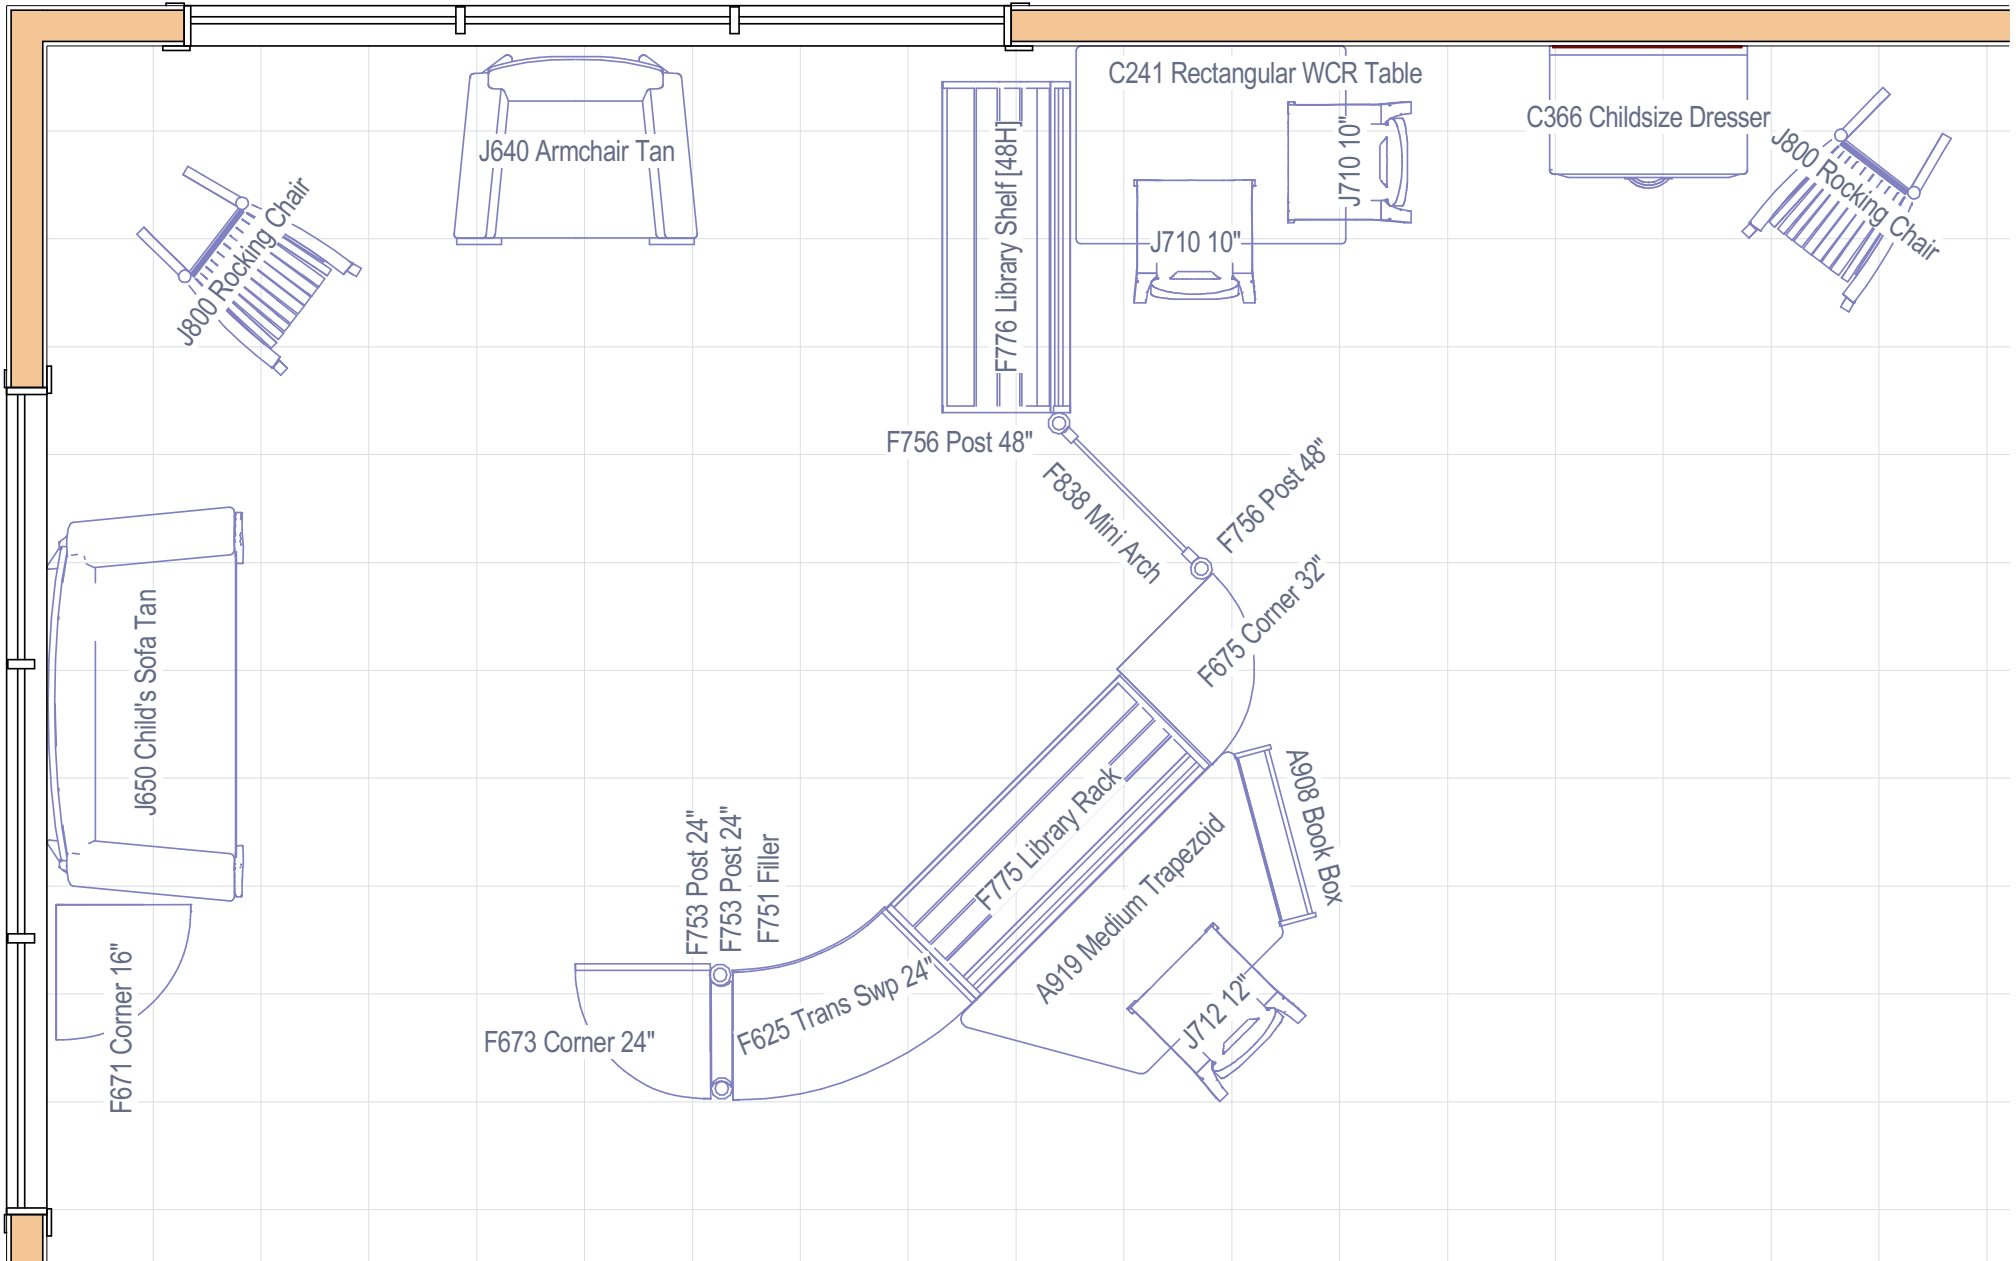 C241 Rectangular WCR Table
C366 Childsize Dresser
J640 Armchair Tan
J710 10"
J800 Rocking Chair
J800 Rocking Chair
F776 Library Shelf [48H]
J710 10"
F756 Post 48"
F838 Mini Arch
F756 Post 48"
F675 Corner 32"
J650 Child's Sofa Tan
F775 Library Rack
A908 Book Box
F753 Post 24"
F753 Post 24"
F751 Filler
A919 Medium Trapezoid
F671 Corner 16"
F673 Corner 24"
F625 Trans Swp 24"
J712 12"